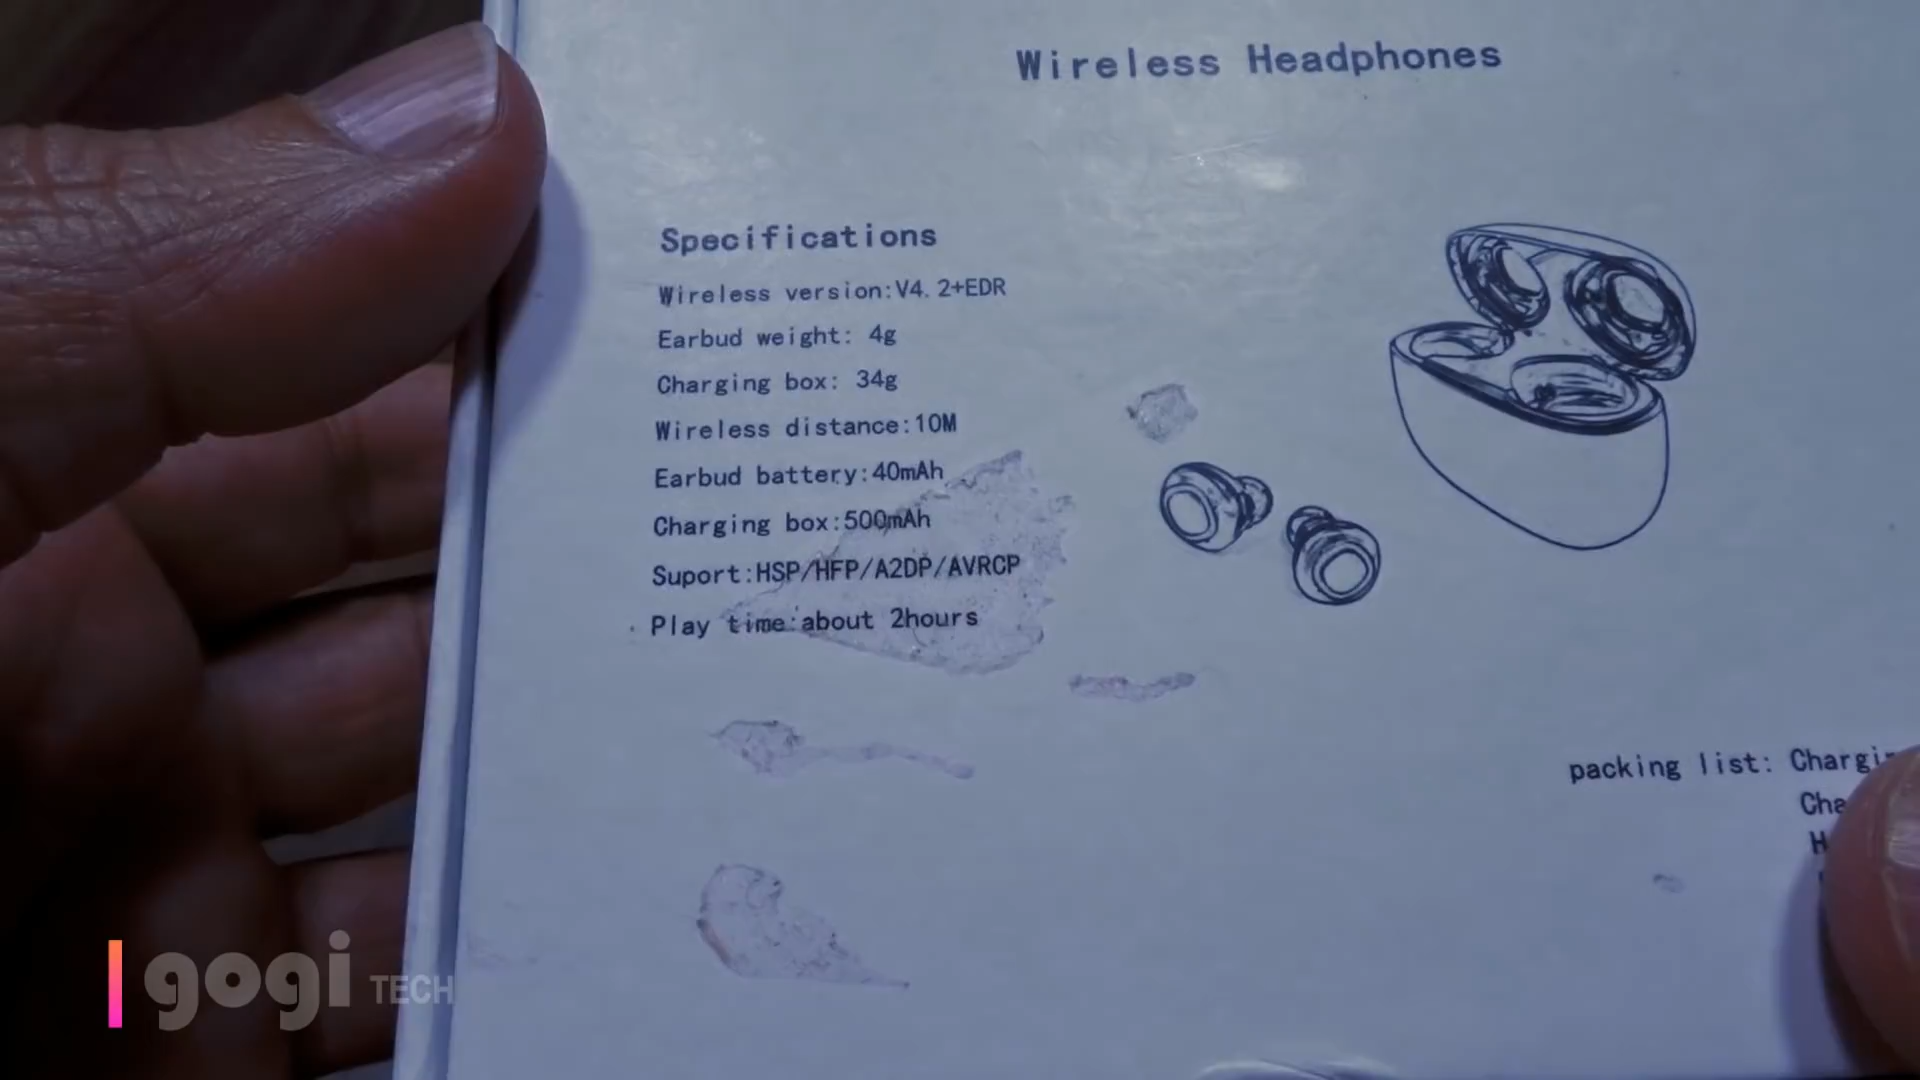 Wireless Headphones
Specifications
Wireless version:V4.2+EDR
Earbud weight: 4g
Charging box: 34g
Wireless distance:10M
Earbud battery:40mAh
Charging box:500mAh
Suport:HSP/HFP/A2DP/AVRCP
Play time:about 2hours
packing list:
gogi TECH